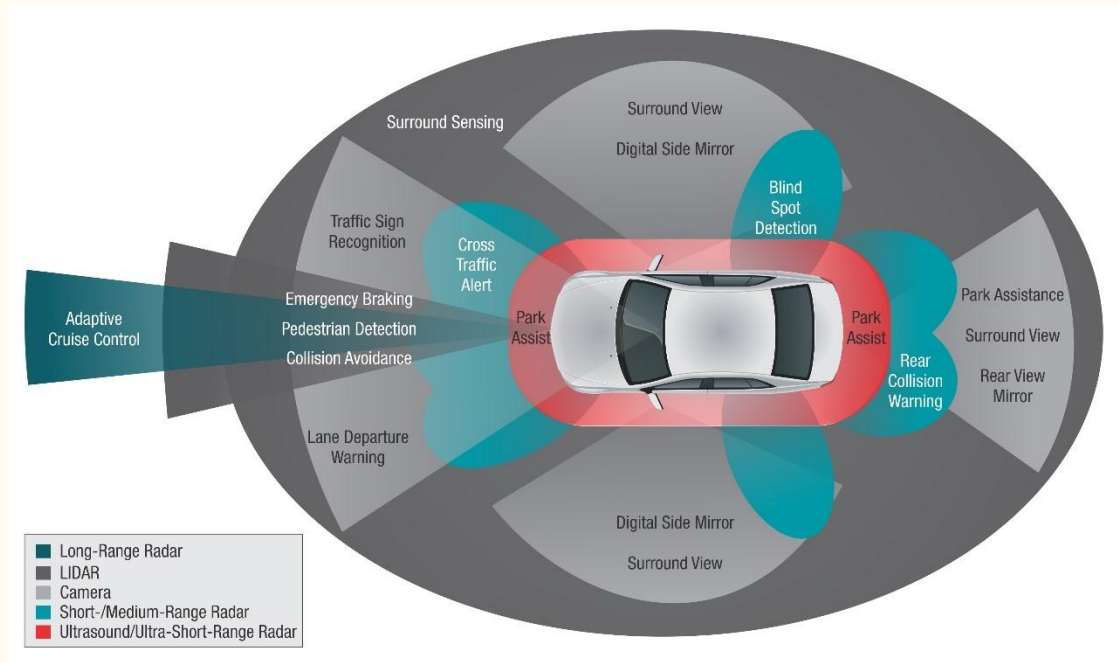 Surround View
Surround Sensing
Digital Side Mirror
Blind
Spot
Detection
Traffic Sign
Recognition
Cross
Traffic
Alert
Adaptive
Cruise Control
Emergency Braking
Pedestrian Detection
Collision Avoidance
Park
Assist
Park
Assist
Park Assistance
Surround View
Rear View
Mirror
Rear
Collision
Warning
Lane Departure
Warning
Digital Side Mirror
Surround View
Long-Range Radar
LIDAR
Camera
Short-/Medium-Range Radar
Ultrasound/Ultra-Short-Range Radar